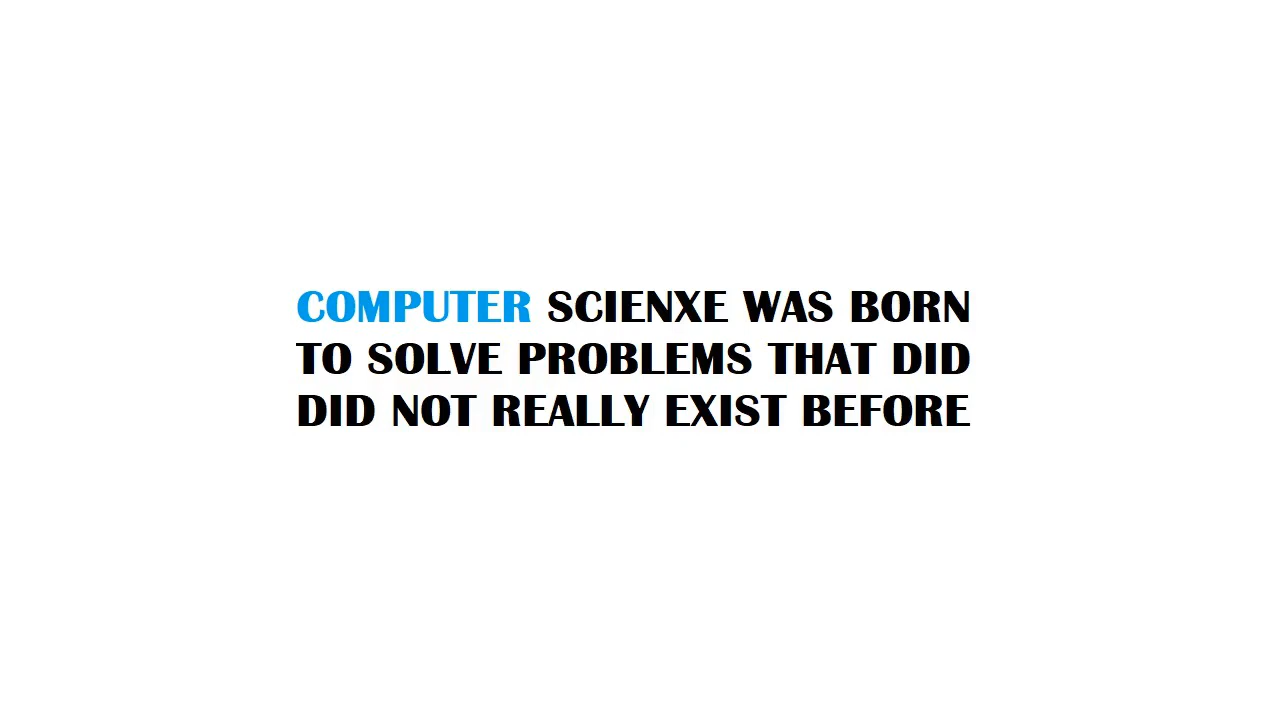 COMPUTER SCIENXE WAS BORN
TO SOLVE PROBLEMS THAT DID
DID NOT REALLY EXIST BEFORE